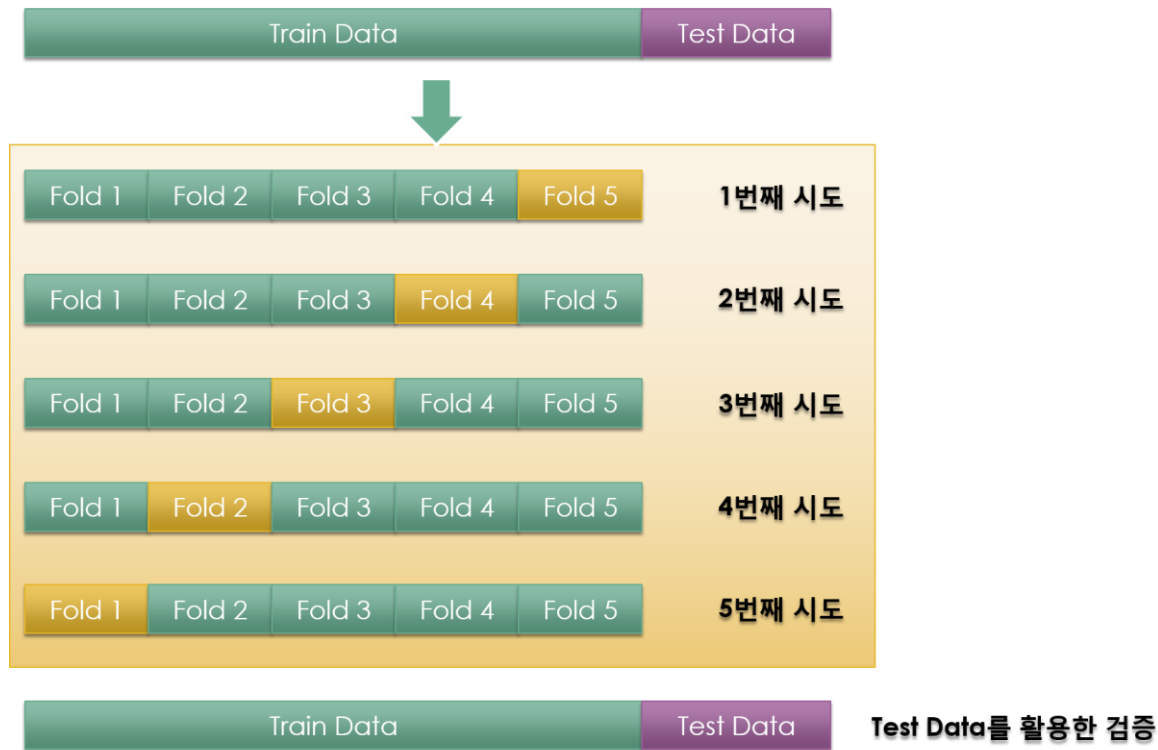 Train Data Test Data
Fold 1 Fold 2 Fold 3 Fold 4 Fold 5 1번째 시도
Fold 1 Fold 2 Fold 3 Fold 4 Fold 5 2번째 시도
Fold 1 Fold 2 Fold 3 Fold 4 Fold 5 3번째 시도
Fold 1 Fold 2 Fold 3 Fold 4 Fold 5 4번째 시도
Fold 1 Fold 2 Fold 3 Fold 4 Fold 5 5번째 시도
Train Data Test Data Test Data를 활용한 검증